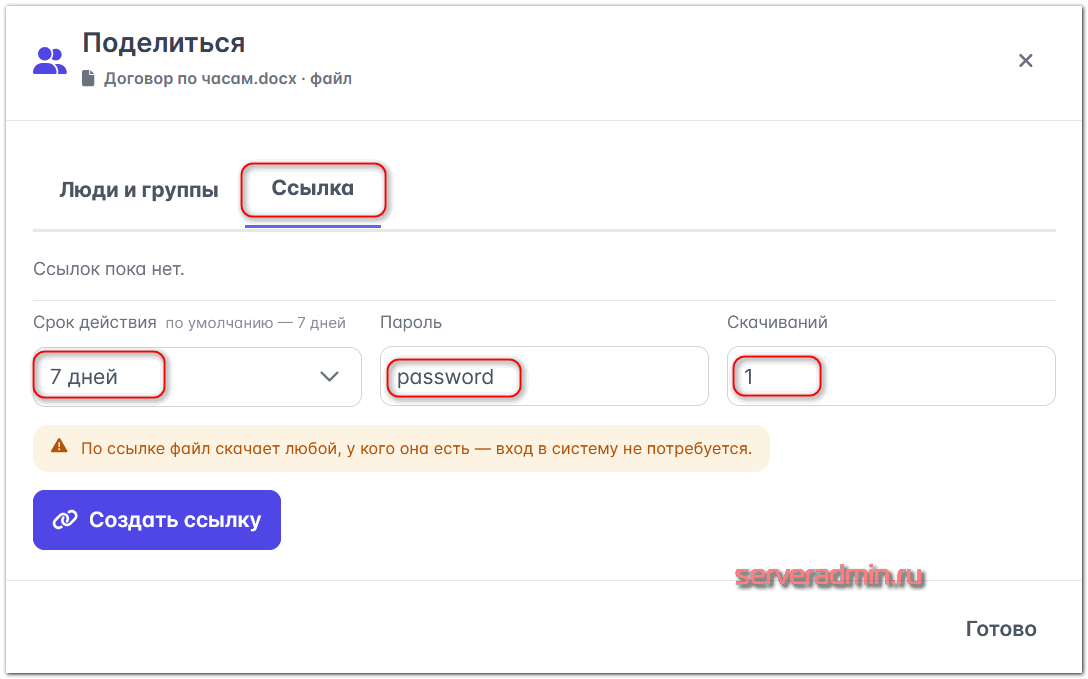 Поделиться
Договор по часам.docx · файл
Люди и группы
Ссылка
Ссылок пока нет.
Срок действия по умолчанию — 7 дней
Пароль
Скачиваний
7 дней
password
1
По ссылке файл скачает любой, у кого она есть — вход в систему не потребуется.
Создать ссылку
serveradmin.ru
Готово